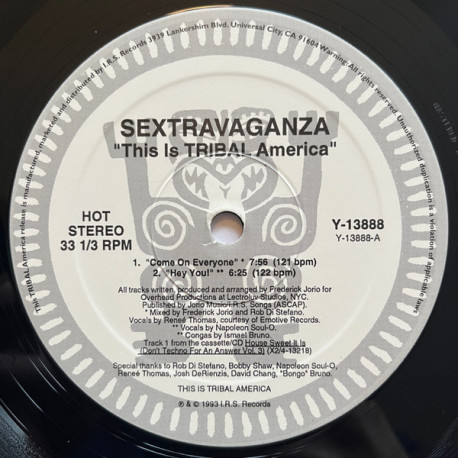 This TRIBAL America release is manufactured, marketed and distributed by I.R.S. Records 3939 Lankershim Blvd. Universal City, CA 91604 Warning: All rights reserved. Unauthorized duplication is a violation of applicable laws
SEXTRAVAGANZA
"This Is TRIBAL America"
HOT
STEREO
33 1/3 RPM
Y-13888
Y-13888-A
1. "Come On Everyone" * 7:56 (121 bpm)
2. "Hey You!" ** 6:25 (122 bpm)
All tracks written, produced and arranged by Frederick Jorio for
Overhead Productions at Lectrolux Studios, NYC.
Published by Jorio Music/I.R.S. Songs (ASCAP).
* Mixed by Frederick Jorio and Rob Di Stefano.
Vocals by Reneé Thomas, courtesy of Emotive Records.
** Vocals by Napoleon Soul-O.
** Congas by Ismael Bruno.
Track 1 from the cassette/CD House Sweet It Is
(Don't Techno For An Answer Vol. 3) (X2/4-13218)
Special thanks to Rob Di Stefano, Bobby Shaw, Napoleon Soul-O,
Reneé Thomas, Josh DeRienzis, David Chang, "Bongo" Bruno.
THIS IS TRIBAL AMERICA
℗ & © 1993 I.R.S. Records